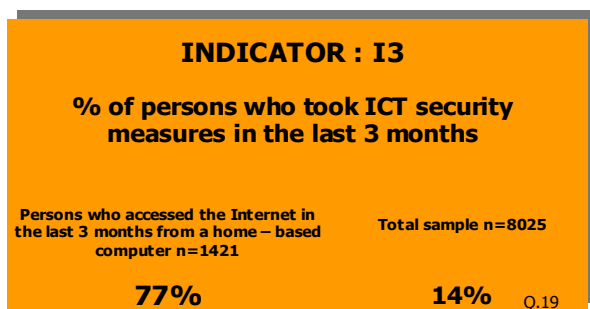 INDICATOR : I3
% of persons who took ICT security
measures in the last 3 months
Persons who accessed the Internet in
the last 3 months from a home – based
computer n=1421
Total sample n=8025
77%
14%
Q.19